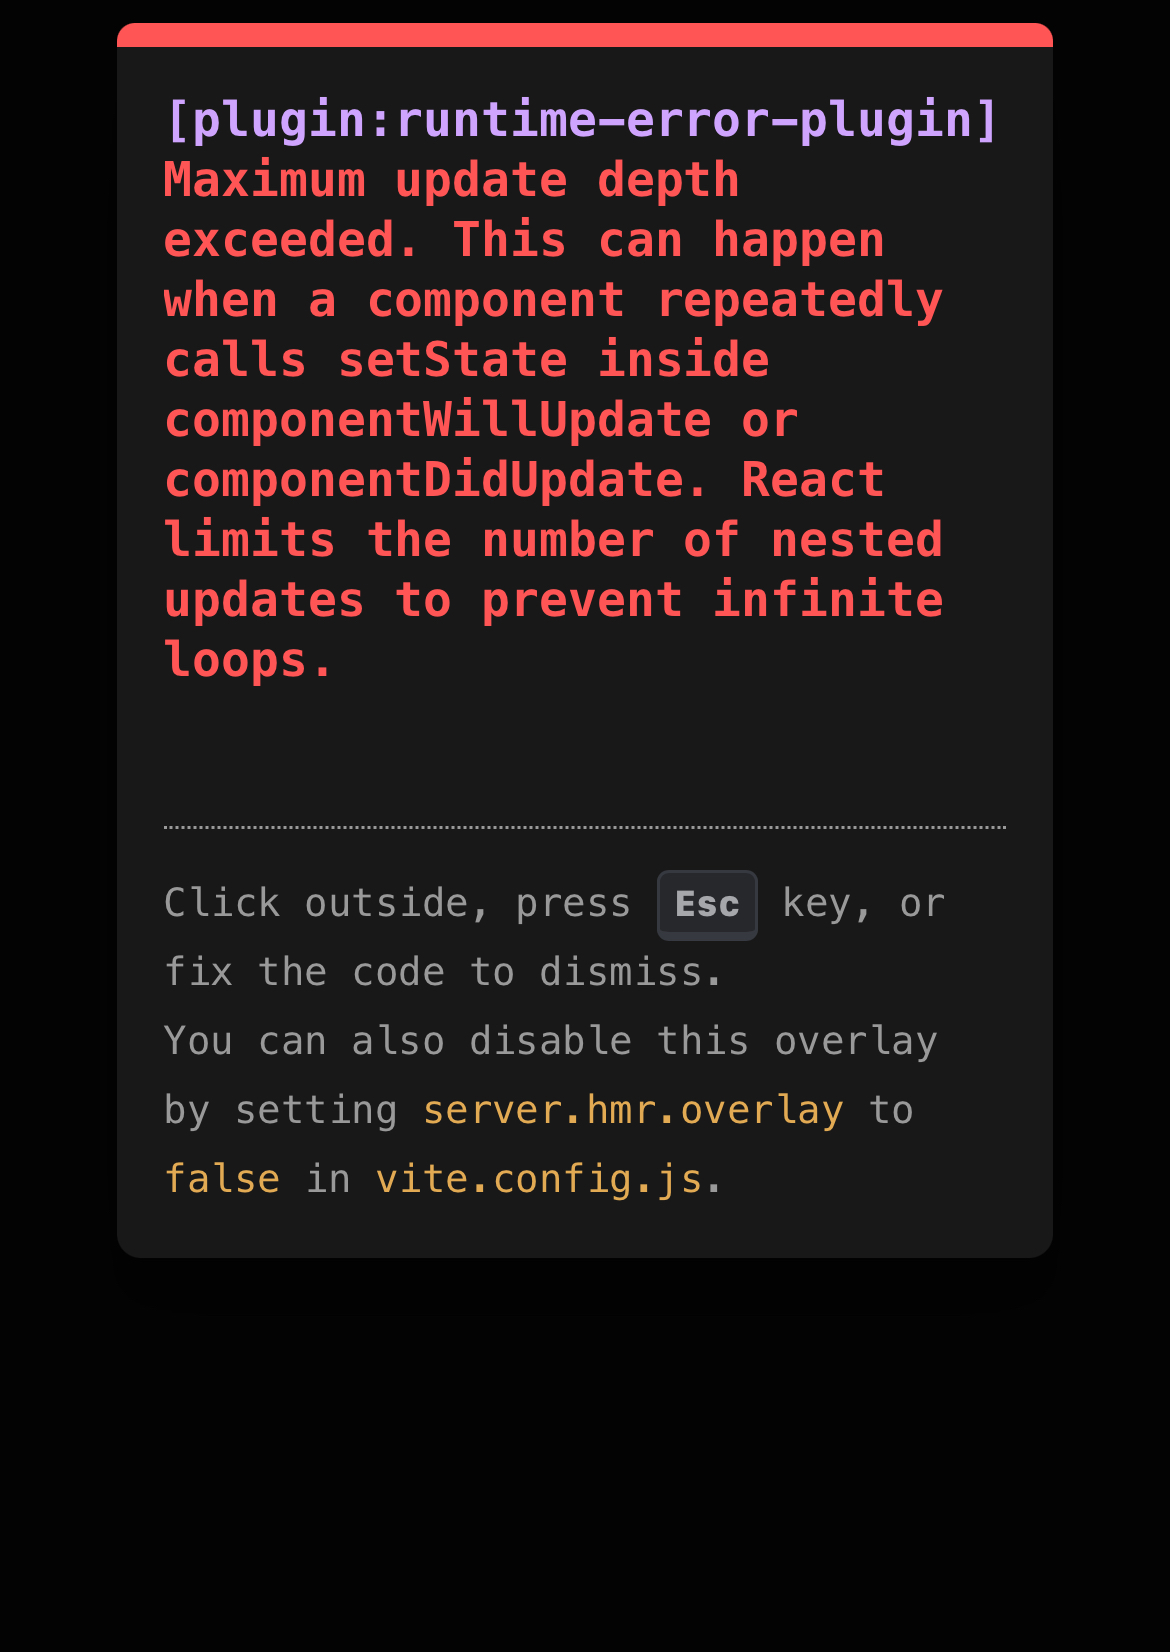 [plugin:runtime-error-plugin]
Maximum update depth
exceeded. This can happen
when a component repeatedly
calls setState inside
componentWillUpdate or
componentDidUpdate. React
limits the number of nested
updates to prevent infinite
loops.
Click outside, press Esc key, or
fix the code to dismiss.
You can also disable this overlay
by setting server.hmr.overlay to
false in vite.config.js.